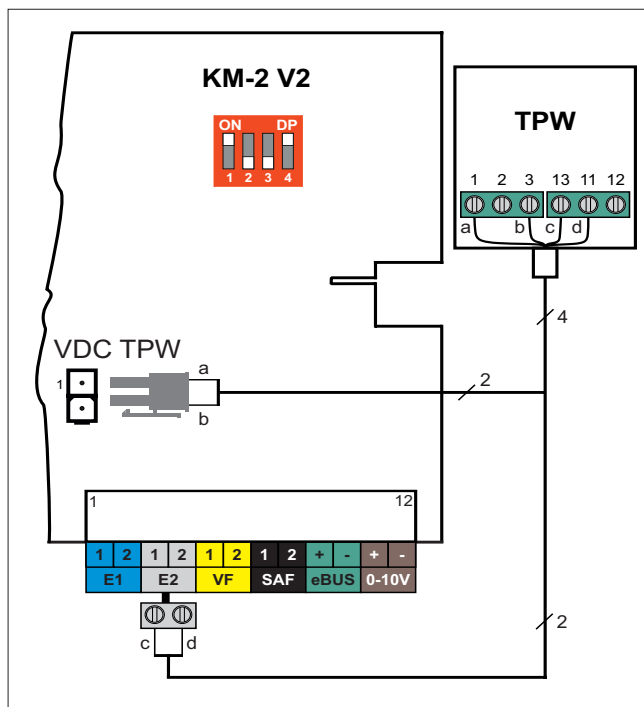 KM-2 V2
ON DP
1 2 3 4
TPW
1 2 3 13 11 12
a b c d
4
VDC TPW
1
a
b
2
1 12
1 2 1 2 1 2 1 2 + - + -
E1 E2 VF SAF eBUS 0-10V
c d
2